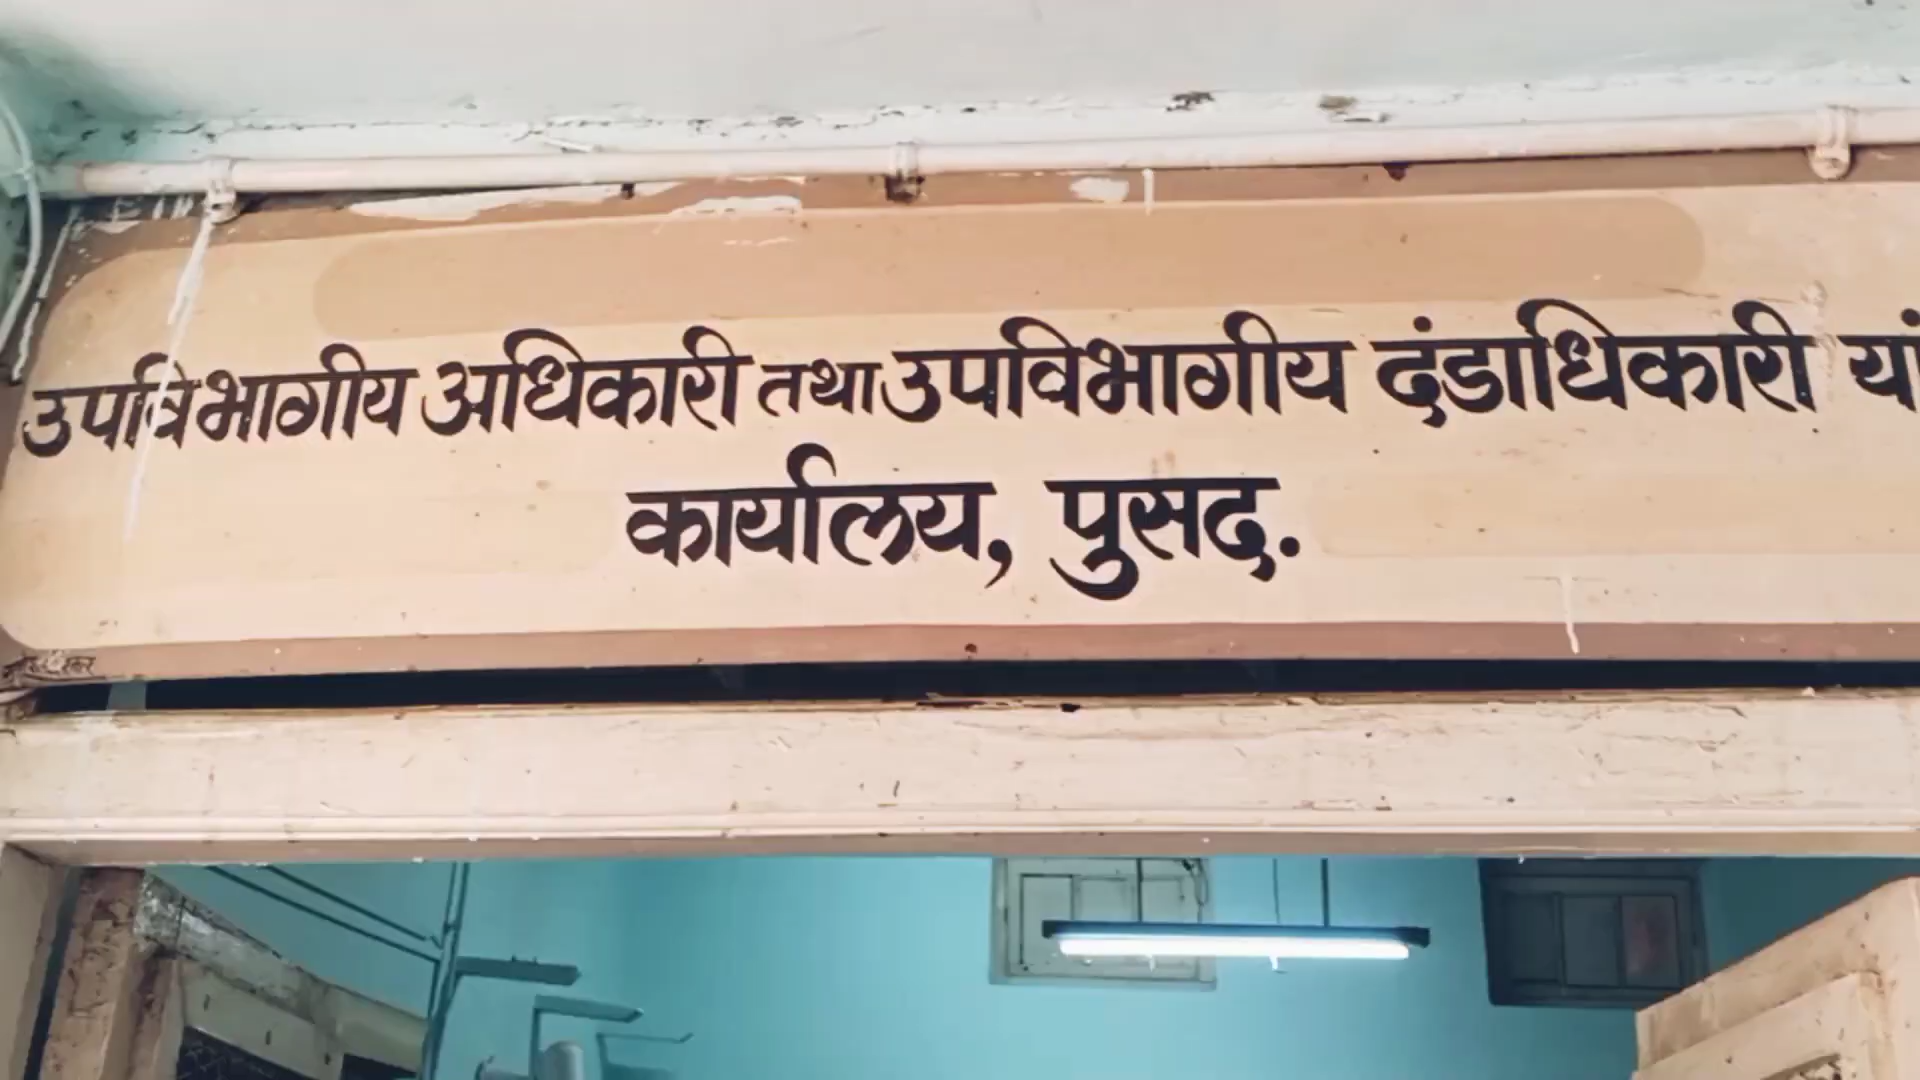 उपविभागीय अधिकारी तथा उपविभागीय दंडाधिकारी यां
कार्यालय, पुसद.